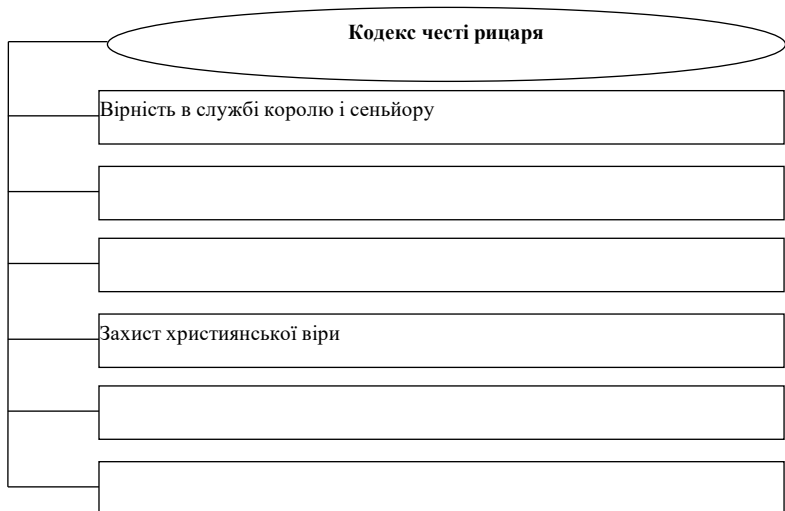 Кодекс честі рицаря
Вірність в службі королю і сеньйору
Захист християнської віри